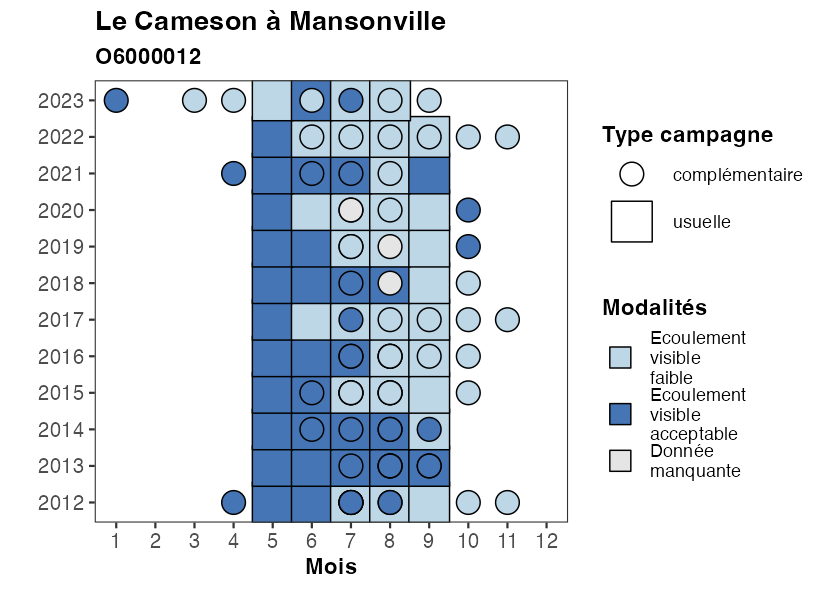 Le Cameson à Mansonville
O6000012
2023
2022
2021
2020
2019
2018
2017
2016
2015
2014
2013
2012
1 2 3 4 5 6 7 8 9 10 11 12
Mois
Type campagne
complémentaire
usuelle
Modalités
Ecoulement
visible
faible
Ecoulement
visible
acceptable
Donnée
manquante